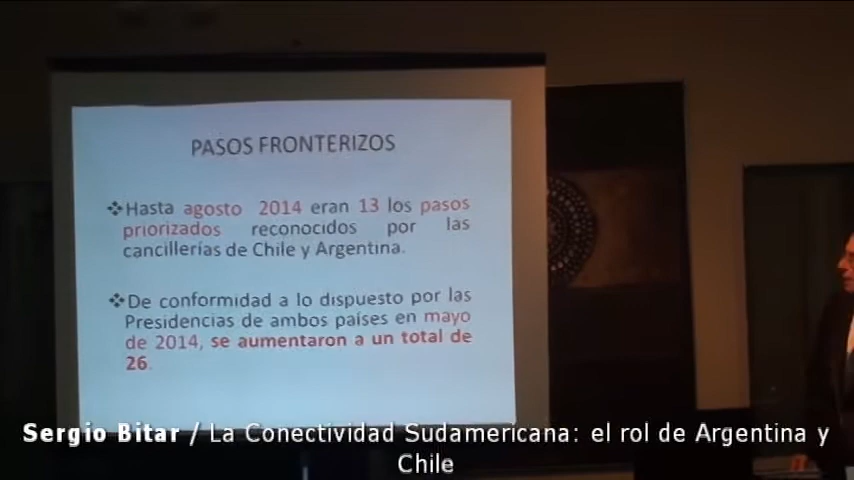 PASOS FRONTERIZOS
❖Hasta agosto 2014 eran 13 los pasos
priorizados reconocidos por las
cancillerías de Chile y Argentina.
❖De conformidad a lo dispuesto por las
Presidencias de ambos países en mayo
de 2014, se aumentaron a un total de
26.
Sergio Bitar / La Conectividad Sudamericana: el rol de Argentina y
Chile